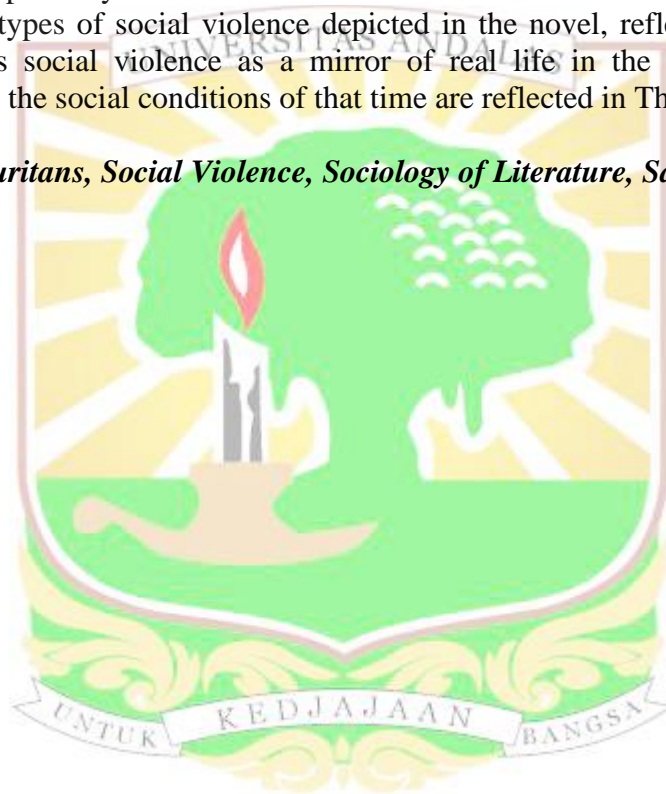 types of social violence depicted in the novel, refle
UNIVERSITAS ANDALAS
s social violence as a mirror of real life in the
the social conditions of that time are reflected in Th
uritans, Social Violence, Sociology of Literature, Sc
UNTUK KEDJAJAAN BANGSA